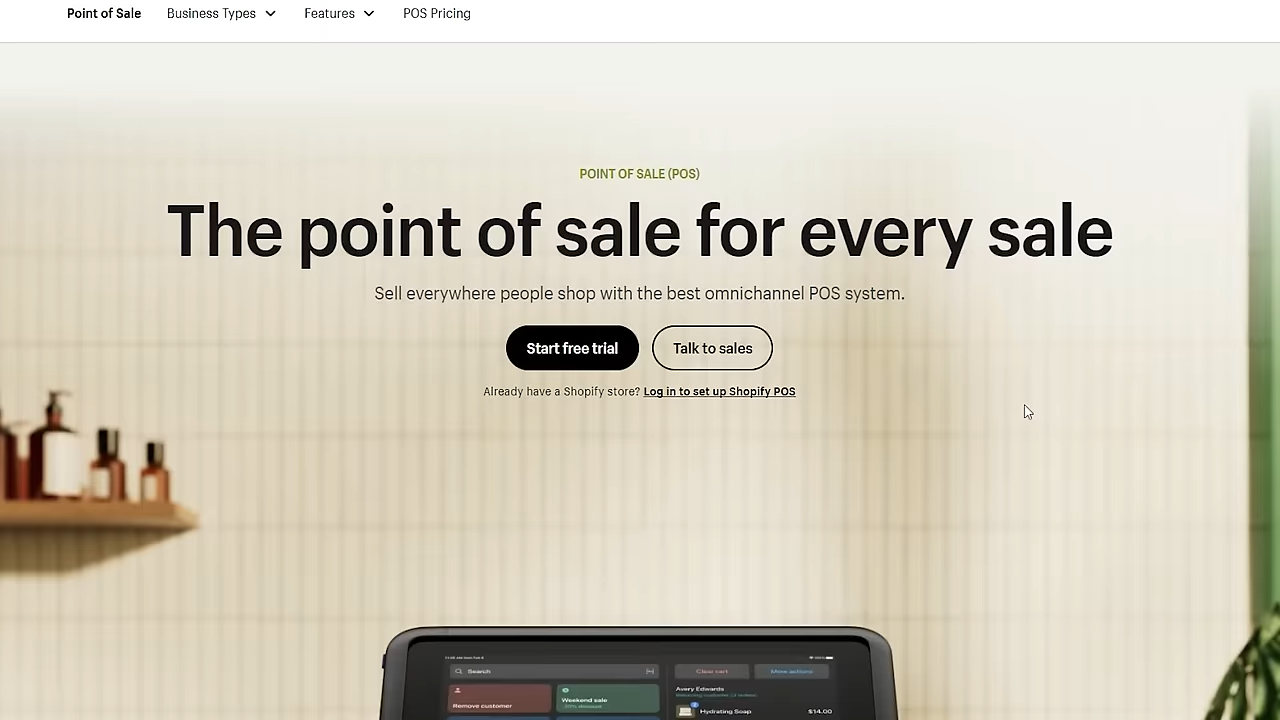 Point of Sale Business Types Features POS Pricing
POINT OF SALE (POS)
The point of sale for every sale
Sell everywhere people shop with the best omnichannel POS system.
Start free trial Talk to sales
Already have a Shopify store? Log in to set up Shopify POS
Search Clear cart More actions
Avery Edwards
Remove customer Weekend sale
Hydrating Soap $14.00